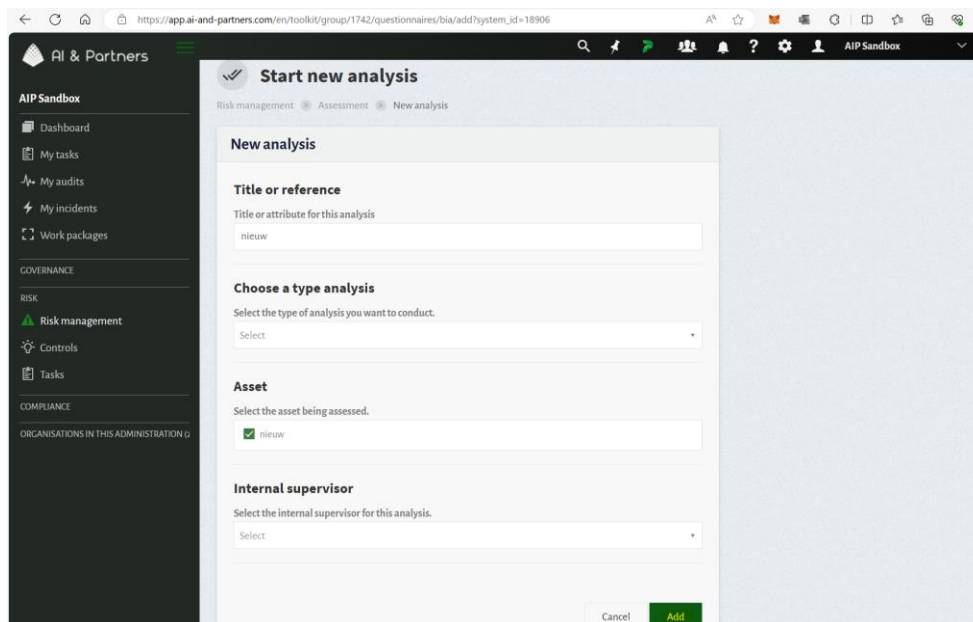 https://app.ai-and-partners.com/en/toolkit/group/1742/questionnaires/bia/add?system_id=18906
AI & Partners
AIP Sandbox
AIP Sandbox
Dashboard
My tasks
My audits
My incidents
Work packages
GOVERNANCE
RISK
Risk management
Controls
Tasks
COMPLIANCE
ORGANISATIONS IN THIS ADMINISTRATION
Start new analysis
Risk management Assessment New analysis
New analysis
Title or reference
Title or attribute for this analysis
nieuw
Choose a type analysis
Select the type of analysis you want to conduct.
Select
Asset
Select the asset being assessed.
nieuw
Internal supervisor
Select the internal supervisor for this analysis.
Select
Cancel Add